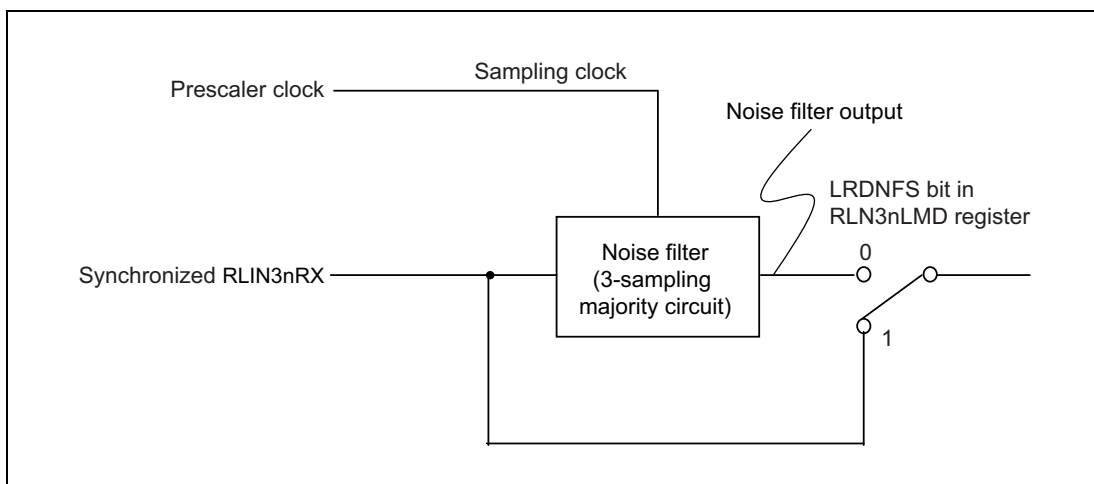 Sampling clock
Prescaler clock
Noise filter output
LRDNFS bit in
RLN3nLMD register
Noise filter
(3-sampling
majority circuit)
Synchronized RLIN3nRX
0
1